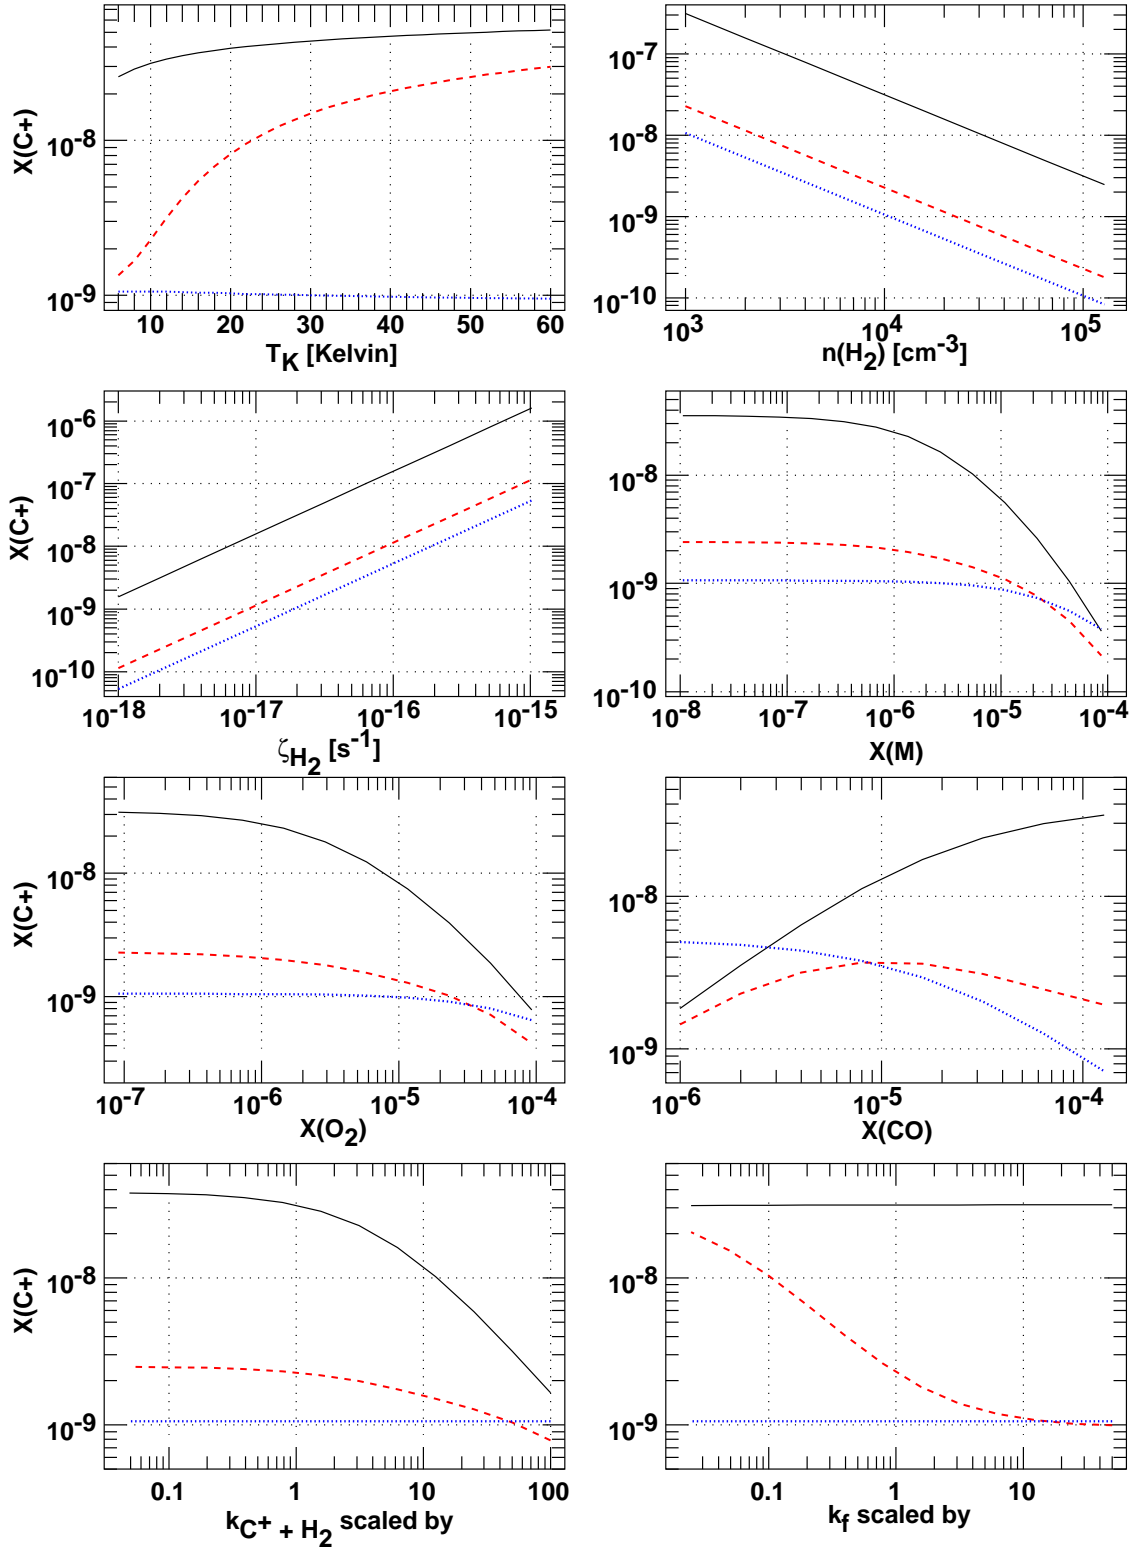 X(C+)
10-8
10-9
10 20 30 40 50 60
TK [Kelvin]
10-7
10-8
10-9
10-10
103 104 105
n(H2) [cm-3]
X(C+)
10-6
10-7
10-8
10-9
10-10
10-18 10-17 10-16 10-15
ζH2 [s-1]
10-8
10-9
10-10
10-8 10-7 10-6 10-5 10-4
X(M)
X(C+)
10-8
10-9
10-7 10-6 10-5 10-4
X(O2)
10-8
10-9
10-6 10-5 10-4
X(CO)
X(C+)
10-8
10-9
0.1 1 10 100
kC+ + H2 scaled by
10-8
10-9
0.1 1 10
kf scaled by